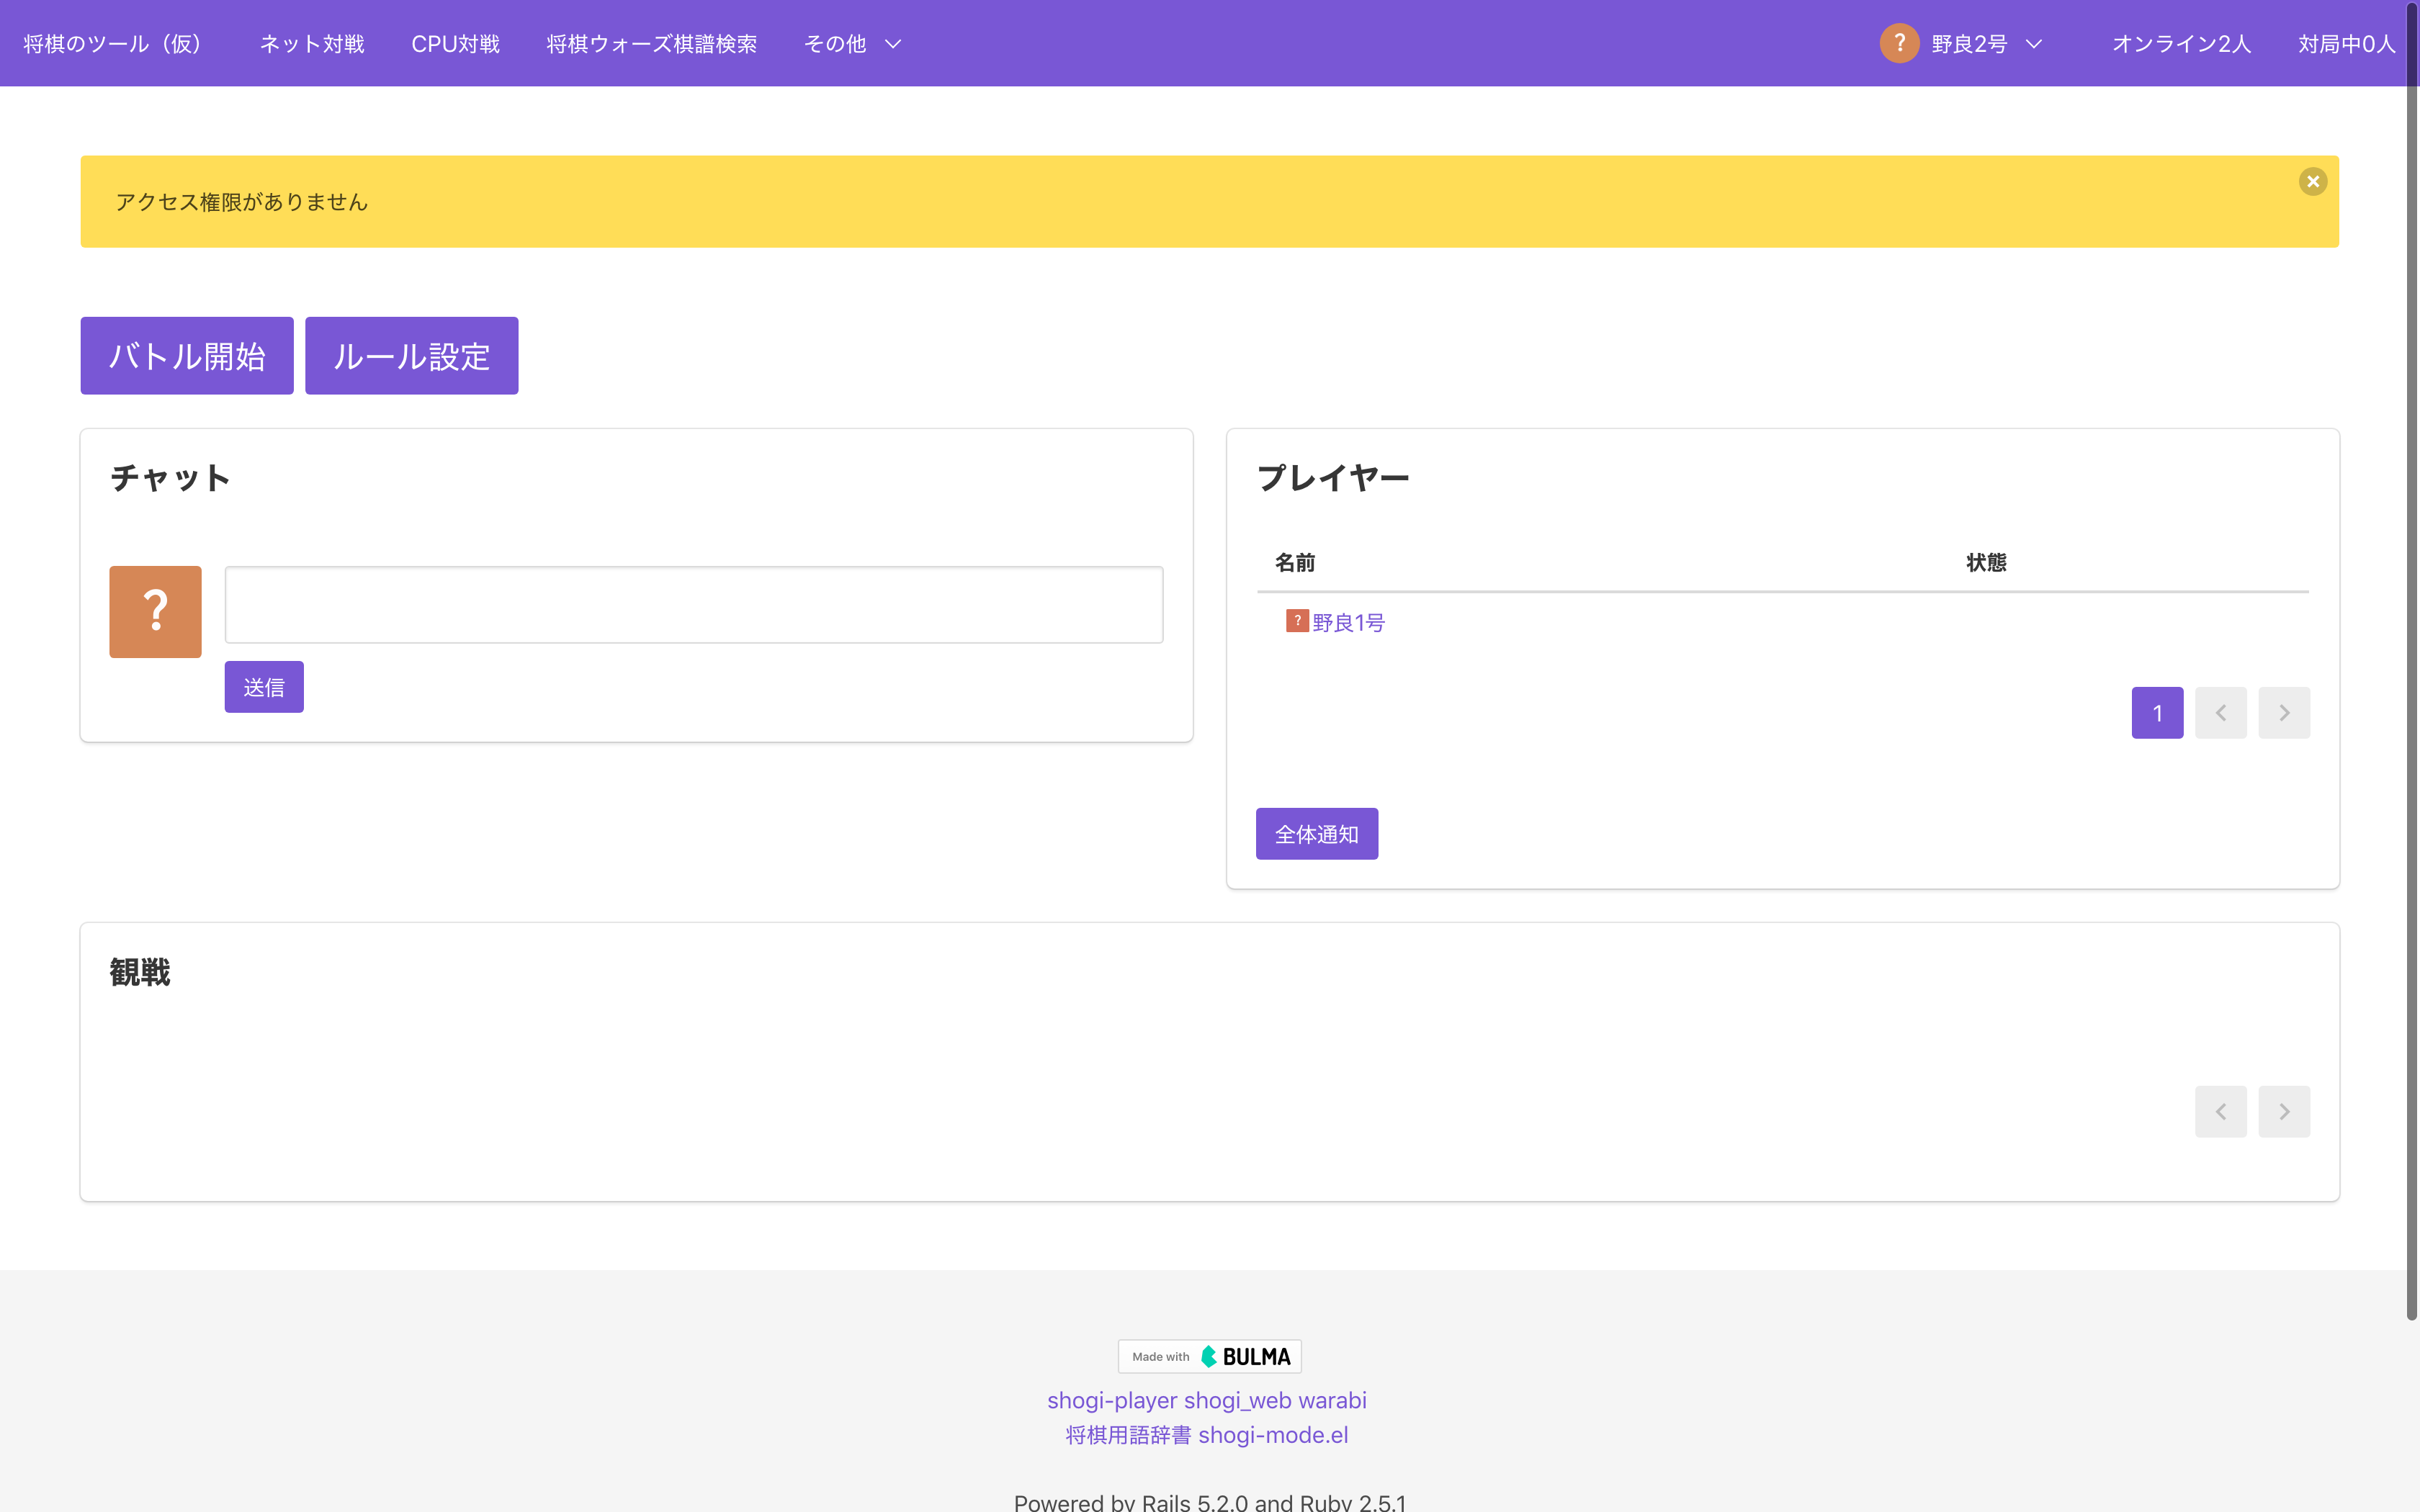 将棋のツール（仮） ネット対戦 CPU対戦 将棋ウォーズ棋譜検索 その他 ? 野良2号 オンライン2人 対局中0人
アクセス権限がありません
バトル開始 ルール設定
チャット
?
送信
プレイヤー
名前 状態
? 野良1号
1
全体通知
観戦
Made with BULMA
shogi-player shogi_web warabi
将棋用語辞書 shogi-mode.el
Powered by Rails 5.2.0 and Ruby 2.5.1